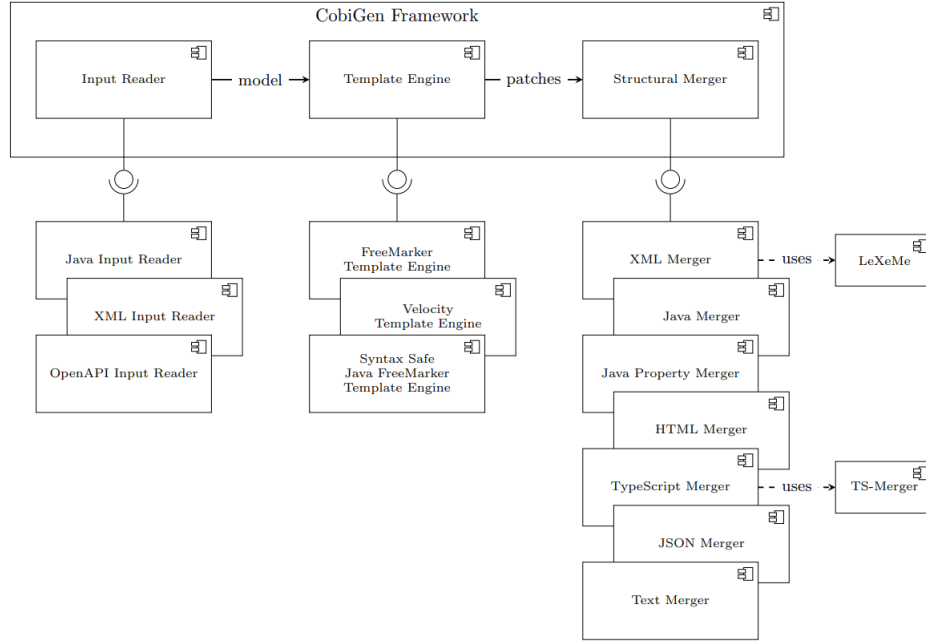 CobiGen Framework
Input Reader
model
Template Engine
patches
Structural Merger
Java Input Reader
XML Input Reader
OpenAPI Input Reader
FreeMarker
Template Engine
Velocity
Template Engine
Syntax Safe
Java FreeMarker
Template Engine
XML Merger
uses
LeXeMe
Java Merger
Java Property Merger
HTML Merger
TypeScript Merger
uses
TS-Merger
JSON Merger
Text Merger